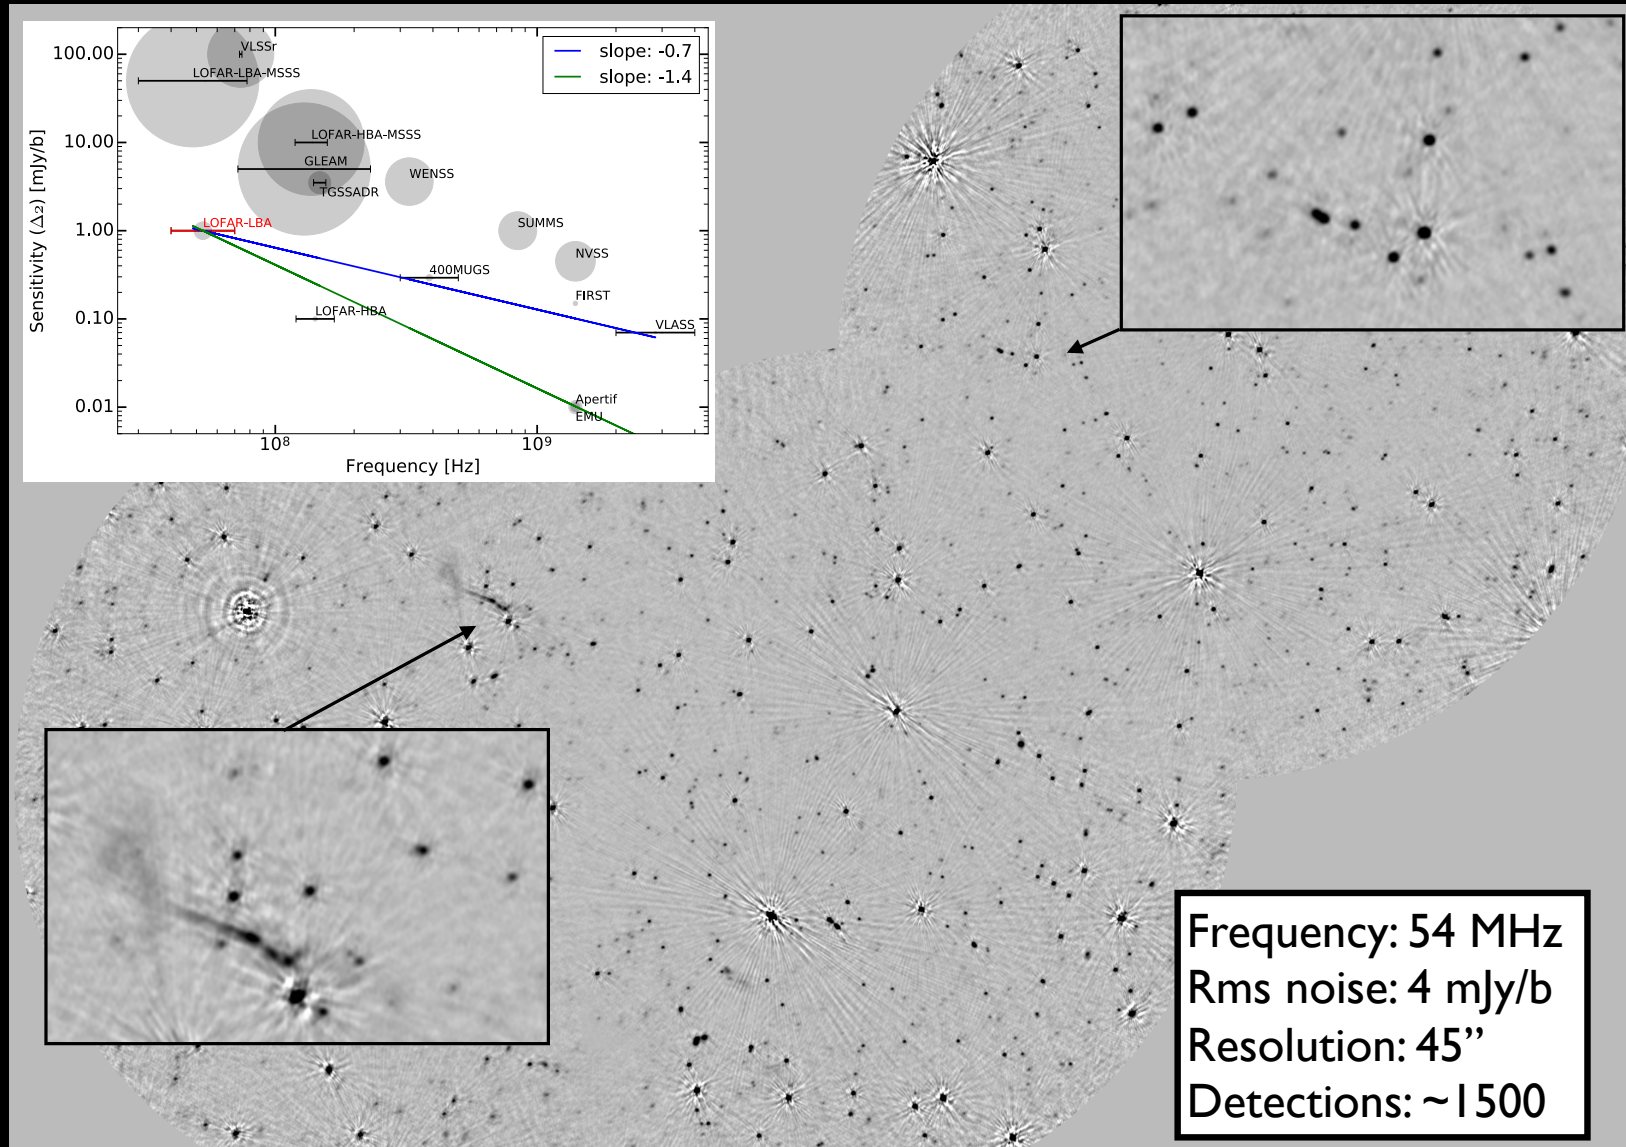 slope: -0.7
slope: -1.4
100.00
10.00
1.00
0.10
0.01
Sensitivity (Δ₂) [mJy/b]
VLSSr
LOFAR-LBA-MSSS
LOFAR-HBA-MSSS
GLEAM
TGSSADR
WENSS
LOFAR-LBA
SUMMS
NVSS
400MUGS
FIRST
LOFAR-HBA
VLASS
Apertif
EMU
10⁸
10⁹
Frequency [Hz]
Frequency: 54 MHz
Rms noise: 4 mJy/b
Resolution: 45”
Detections: ~1500